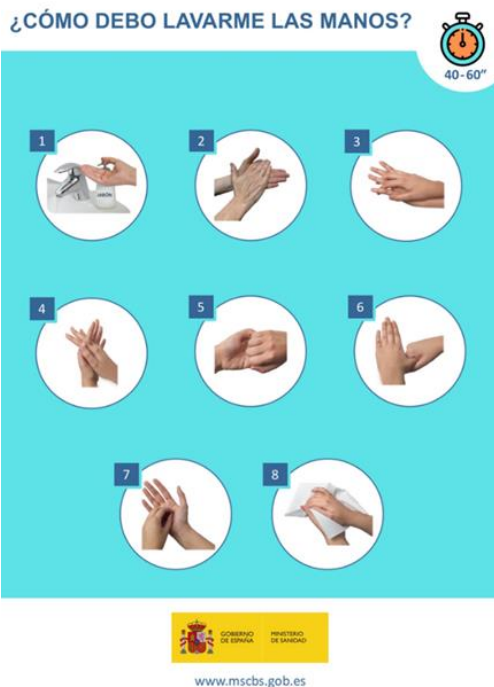 ¿CÓMO DEBO LAVARME LAS MANOS?
40-60”
1
2
3
JABÓN
4
5
6
7
8
GOBIERNO
DE ESPAÑA
MINISTERIO
DE SANIDAD
www.mscbs.gob.es